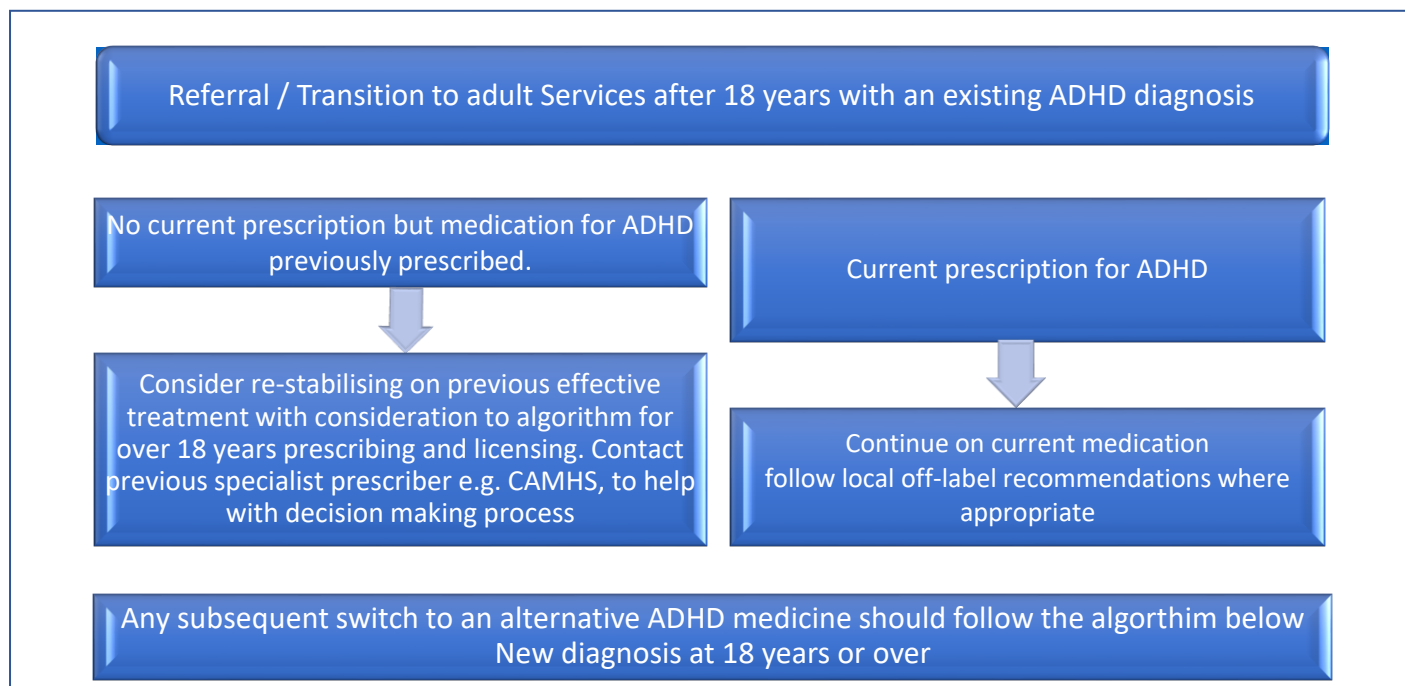 Referral / Transition to adult Services after 18 years with an existing ADHD diagnosis
No current prescription but medication for ADHD
previously prescribed.
Consider re-stabilising on previous effective
treatment with consideration to algorithm for
over 18 years prescribing and licensing. Contact
previous specialist prescriber e.g. CAMHS, to help
with decision making process
Current prescription for ADHD
Continue on current medication
follow local off-label recommendations where
appropriate
Any subsequent switch to an alternative ADHD medicine should follow the algorthim below
New diagnosis at 18 years or over